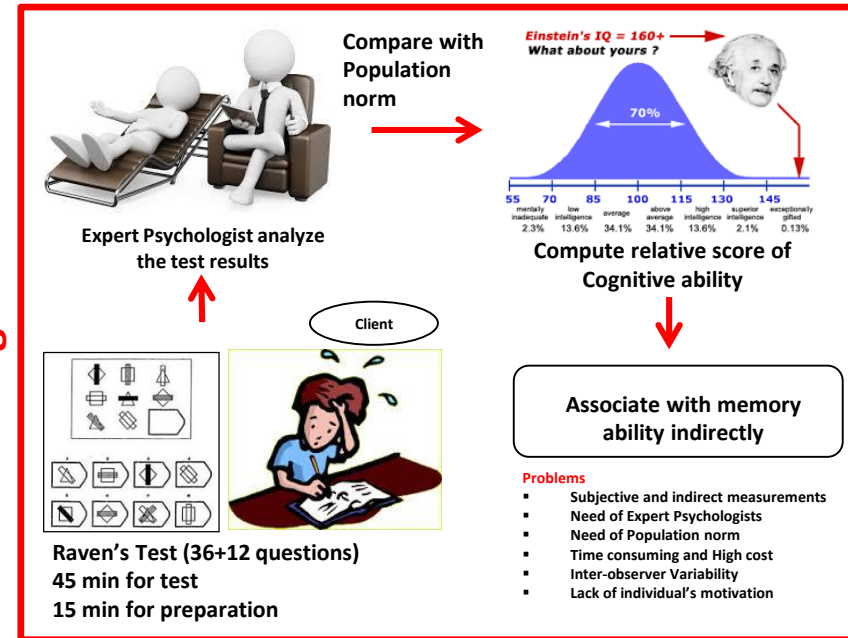 Compare with
Population
norm
Einstein's IQ = 160+
What about yours ?
70%
55 70 85 100 115 130 145
mentally inadequate low intelligence average above average high intelligence superior intelligence exceptionally gifted
2.3% 13.6% 34.1% 34.1% 13.6% 2.1% 0.13%
Expert Psychologist analyze
the test results
Compute relative score of
Cognitive ability
Client
Associate with memory
ability indirectly
Raven's Test (36+12 questions)
45 min for test
15 min for preparation
Problems
▪ Subjective and indirect measurements
▪ Need of Expert Psychologists
▪ Need of Population norm
▪ Time consuming and High cost
▪ Inter-observer Variability
▪ Lack of individual's motivation